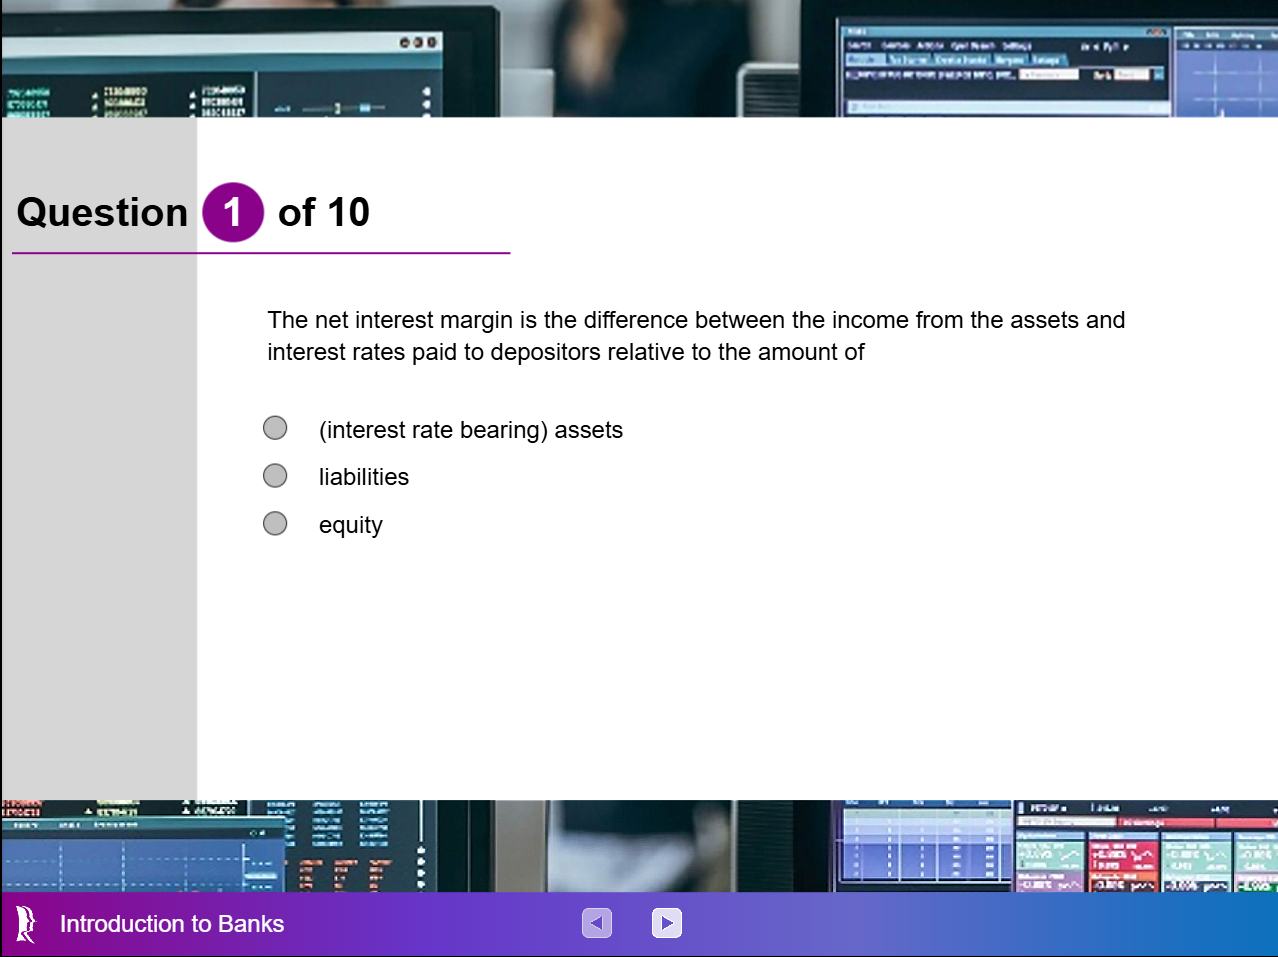 Question 1 of 10
The net interest margin is the difference between the income from the assets and
interest rates paid to depositors relative to the amount of
(interest rate bearing) assets
liabilities
equity
Introduction to Banks